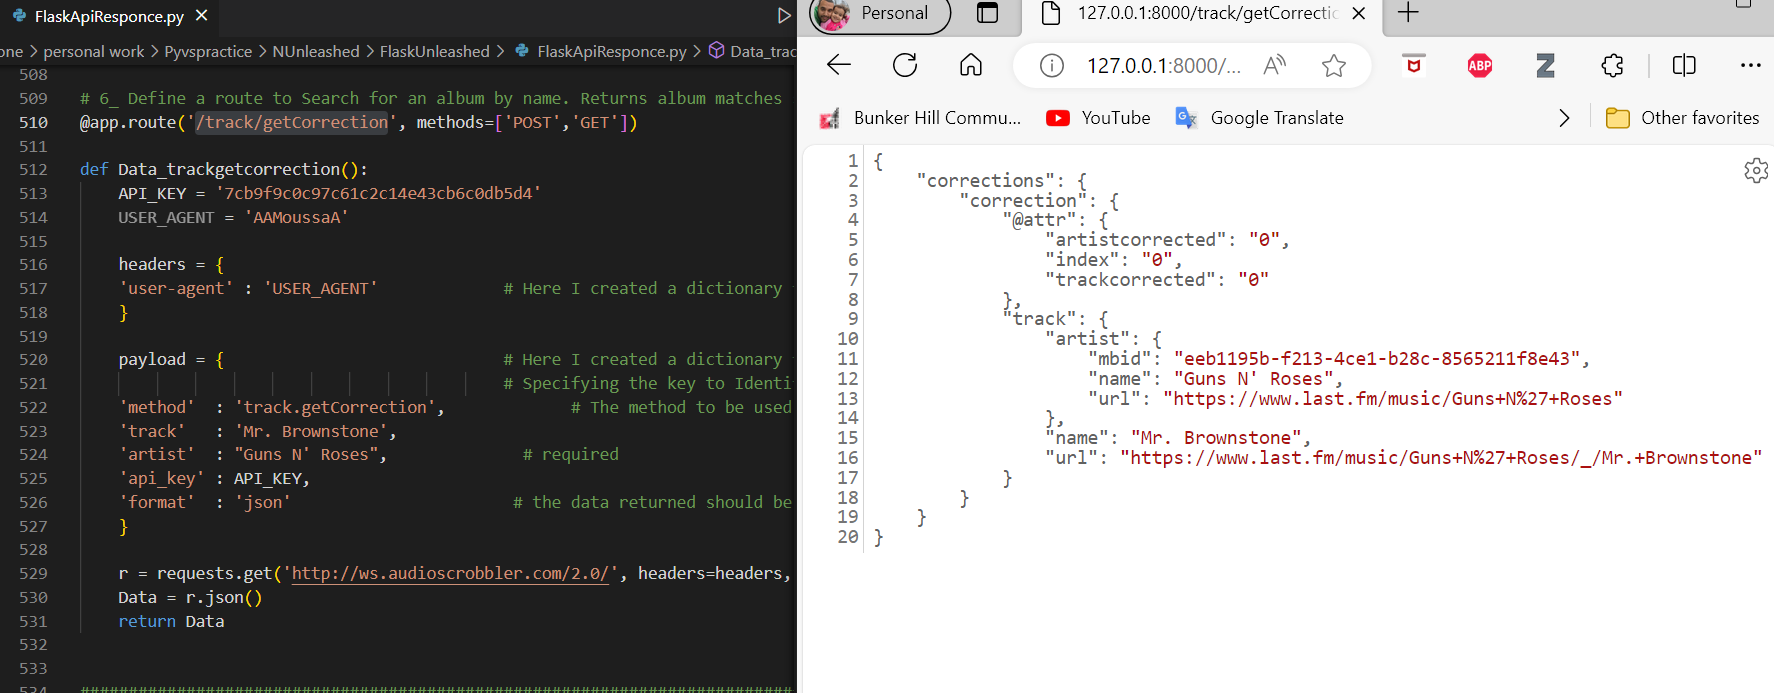 FlaskApiResponce.py
one > personal work > Pyvspractice > NUnleashed > FlaskUnleashed > FlaskApiResponce.py > Data_trac
508
509 # 6_ Define a route to Search for an album by name. Returns album matches
510 @app.route('/track/getCorrection', methods=['POST','GET'])
511
512 def Data_trackgetcorrection():
513 API_KEY = '7cb9f9c0c97c61c2c14e43cb6c0db5d4'
514 USER_AGENT = 'AAMoussaA'
515
516 headers = {
517 'user-agent' : 'USER_AGENT' # Here I created a dictionary
518 }
519
520 payload = { # Here I created a dictionary
521 # Specifying the key to Identi
522 'method' : 'track.getCorrection', # The method to be used
523 'track' : 'Mr. Brownstone',
524 'artist' : "Guns N' Roses", # required
525 'api_key' : API_KEY,
526 'format' : 'json' # the data returned should be
527 }
528
529 r = requests.get('http://ws.audioscrobbler.com/2.0/', headers=headers,
530 Data = r.json()
531 return Data
532
533
534 ###########################################################################
Personal
127.0.0.1:8000/track/getCorrectic
127.0.0.1:8000/...
ABP
Bunker Hill Commu... YouTube Google Translate Other favorites
1 {
2 "corrections": {
3 "correction": {
4 "@attr": {
5 "artistcorrected": "0",
6 "index": "0",
7 "trackcorrected": "0"
8 },
9 "track": {
10 "artist": {
11 "mbid": "eeb1195b-f213-4ce1-b28c-8565211f8e43",
12 "name": "Guns N' Roses",
13 "url": "https://www.last.fm/music/Guns+N%27+Roses"
14 },
15 "name": "Mr. Brownstone",
16 "url": "https://www.last.fm/music/Guns+N%27+Roses/_/Mr.+Brownstone"
17 }
18 }
19 }
20 }